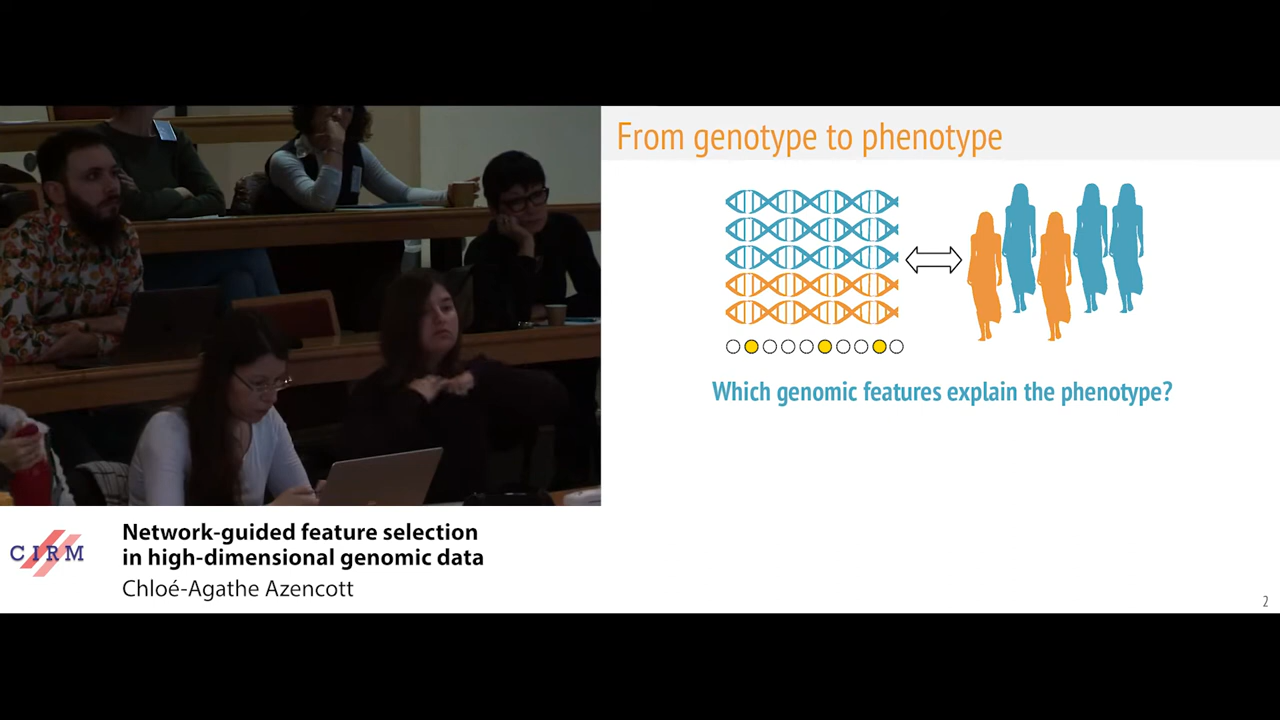 From genotype to phenotype
Which genomic features explain the phenotype?
CIRM
Network-guided feature selection
in high-dimensional genomic data
Chloé-Agathe Azencott
2